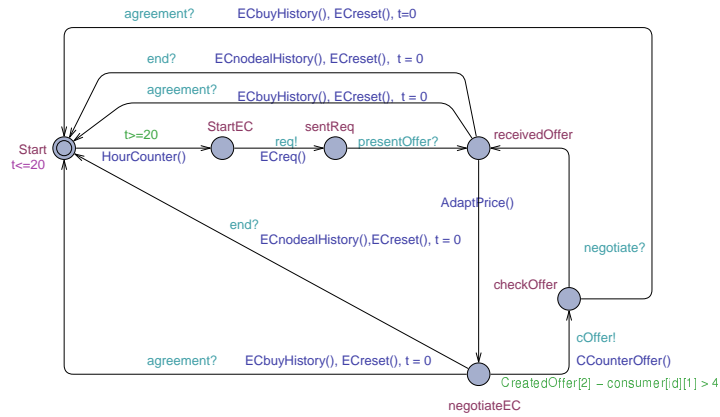 agreement? ECbuyHistory(), ECreset(), t=0
end? ECnodealHistory(), ECreset(), t = 0
agreement? ECbuyHistory(), ECreset(), t = 0
Start t>=20 StartEC sentReq receivedOffer
t<=20 HourCounter() req! presentOffer?
ECreq()
AdaptPrice()
end?
ECnodealHistory(),ECreset(), t = 0
negotiate?
checkOffer
cOffer!
agreement? ECbuyHistory(), ECreset(), t = 0 CCounterOffer()
CreatedOffer[2] − consumer[id][1] > 4
negotiateEC